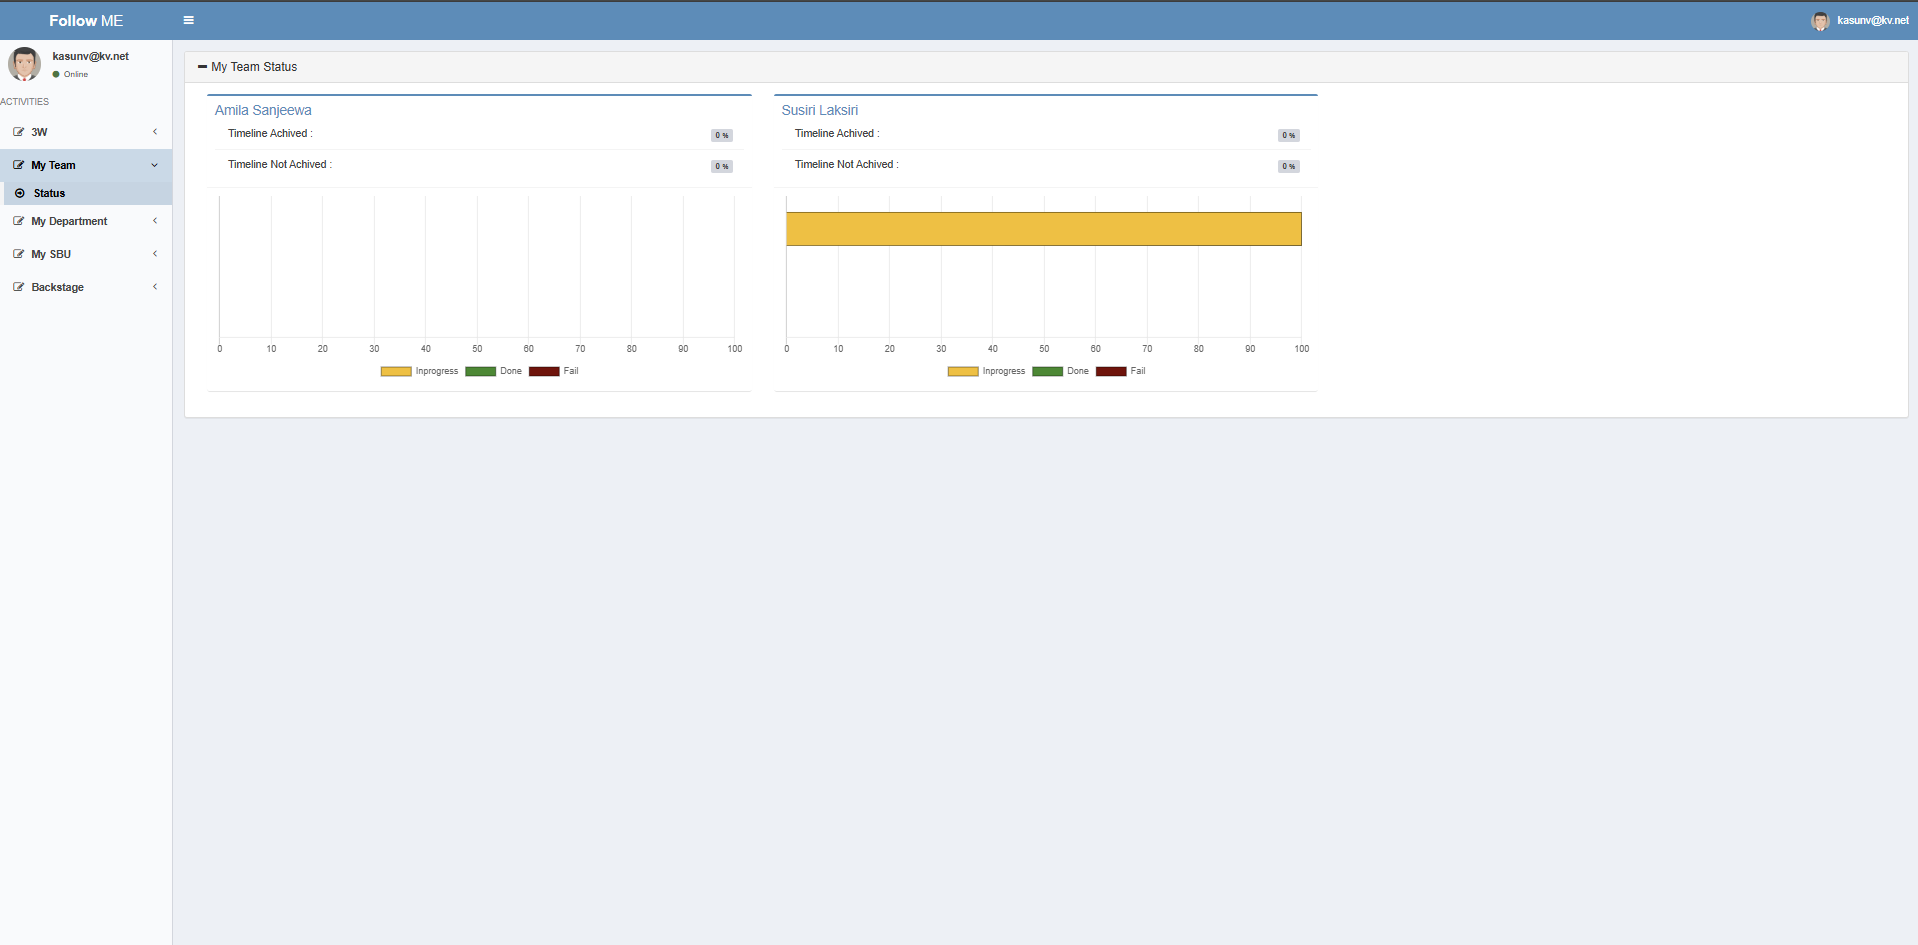 Follow ME
kasunv@kv.net
kasunv@kv.net
Online
ACTIVITIES
3W
My Team
Status
My Department
My SBU
Backstage
My Team Status
Amila Sanjeewa
Timeline Achived :
0 %
Timeline Not Achived :
0 %
0 10 20 30 40 50 60 70 80 90 100
Inprogress Done Fail
Susiri Laksiri
Timeline Achived :
0 %
Timeline Not Achived :
0 %
0 10 20 30 40 50 60 70 80 90 100
Inprogress Done Fail